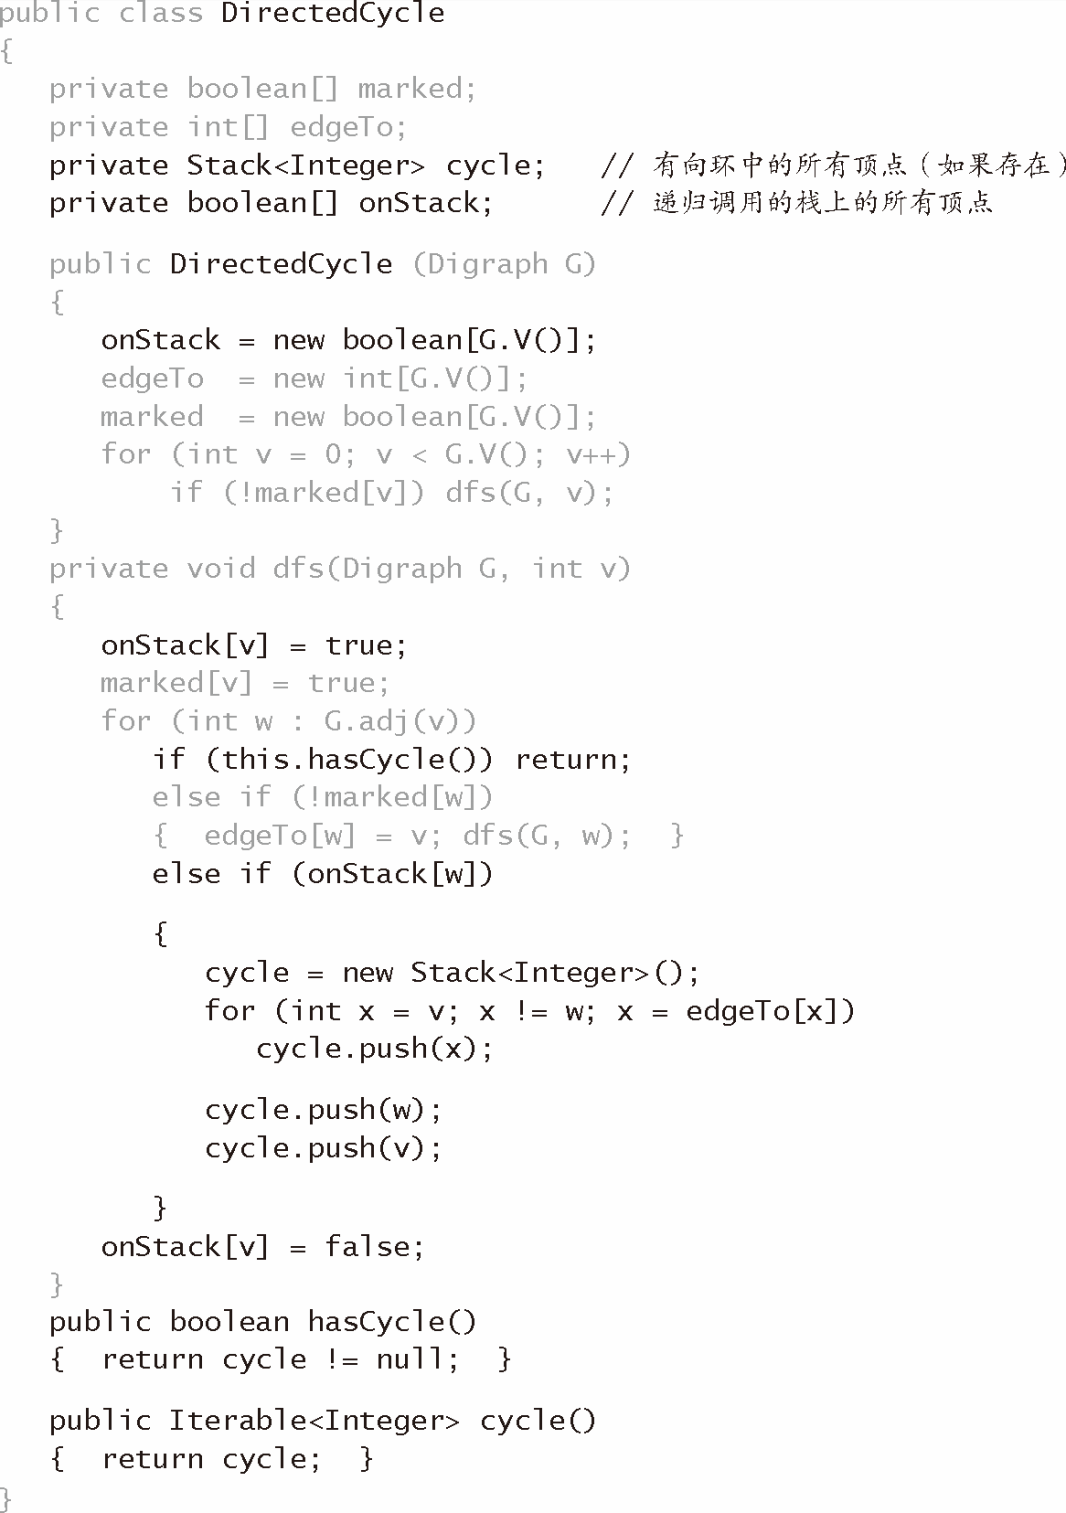 public class DirectedCycle
{
   private boolean[] marked;
   private int[] edgeTo;
   private Stack<Integer> cycle;   // 有向环中的所有顶点（如果存在）
   private boolean[] onStack;      // 递归调用的栈上的所有顶点
   public DirectedCycle (Digraph G)
   {
      onStack = new boolean[G.V()];
      edgeTo  = new int[G.V()];
      marked  = new boolean[G.V()];
      for (int v = 0; v < G.V(); v++)
          if (!marked[v]) dfs(G, v);
   }
   private void dfs(Digraph G, int v)
   {
      onStack[v] = true;
      marked[v] = true;
      for (int w : G.adj(v))
         if (this.hasCycle()) return;
         else if (!marked[w])
         {  edgeTo[w] = v; dfs(G, w);  }
         else if (onStack[w])
         {
            cycle = new Stack<Integer>();
            for (int x = v; x != w; x = edgeTo[x])
               cycle.push(x);
            cycle.push(w);
            cycle.push(v);
         }
      onStack[v] = false;
   }
   public boolean hasCycle()
   {  return cycle != null;  }
   public Iterable<Integer> cycle()
   {  return cycle;  }
}